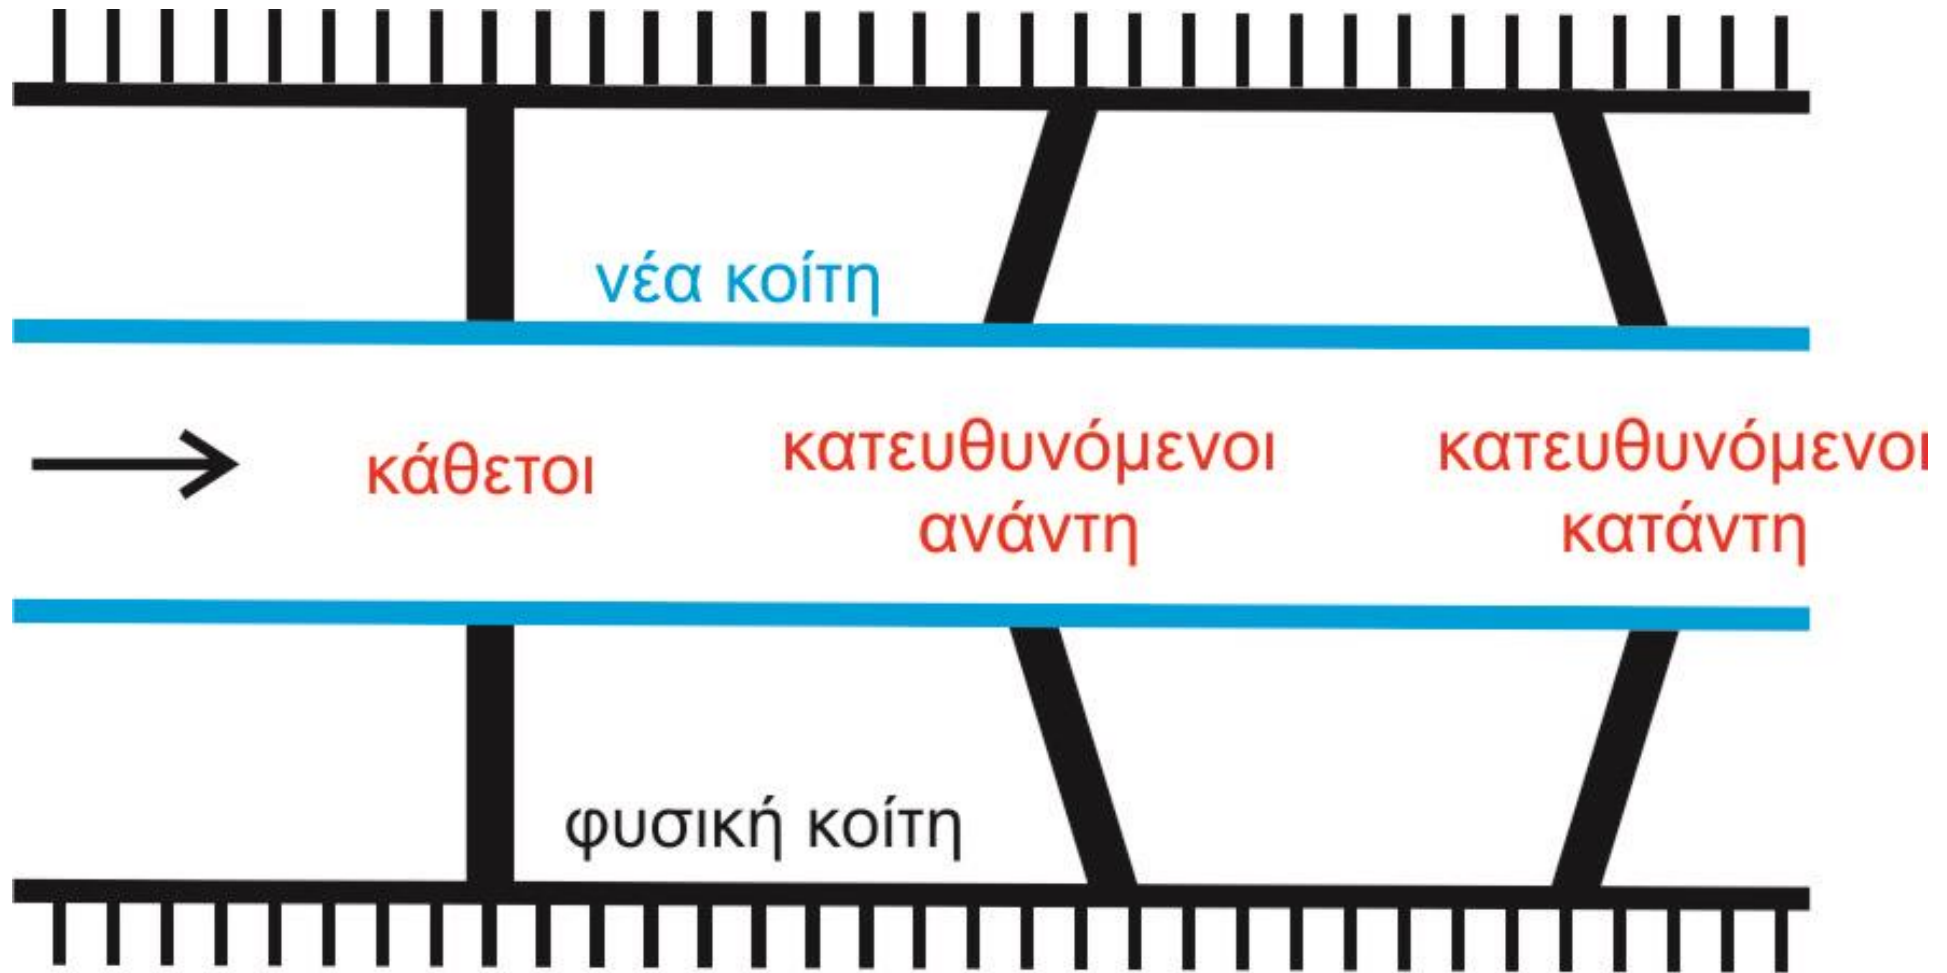 νέα κοίτη
κάθετοι
κατευθυνόμενοι
ανάντη
κατευθυνόμενοι
κατάντη
φυσική κοίτη